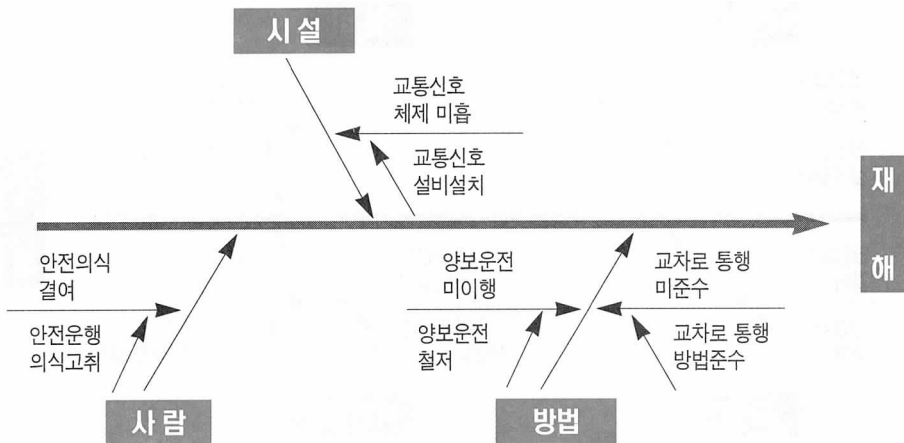 시설
교통신호
체제 미흡
교통신호
설비설치
재
해
안전의식
결여
안전운행
의식고취
양보운전
미이행
양보운전
철저
교차로 통행
미준수
교차로 통행
방법준수
사람
방법